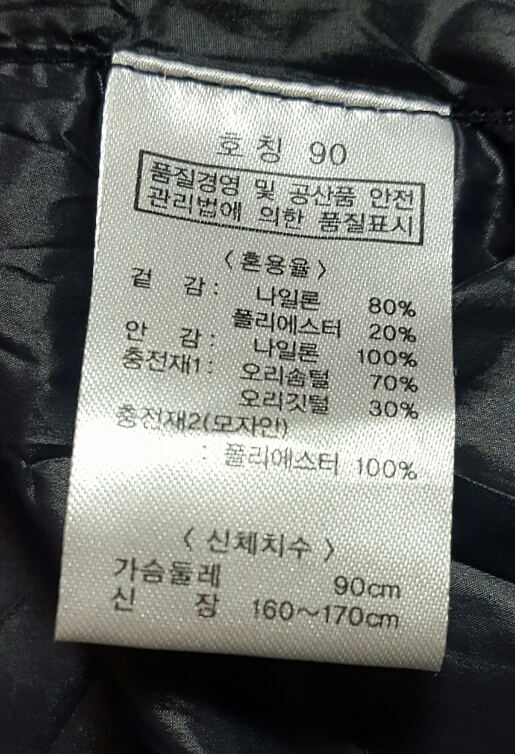 호 칭 90
품질경영 및 공산품 안전
관리법에 의한 품질표시
〈혼용율〉
겉 감 : 나일론 80%
폴리에스터 20%
안 감 : 나일론 100%
충전재1 : 오리솜털 70%
오리깃털 30%
충전재2(모자안)
: 폴리에스터 100%
〈 신체치수 〉
가슴둘레 90cm
신 장 160~170cm